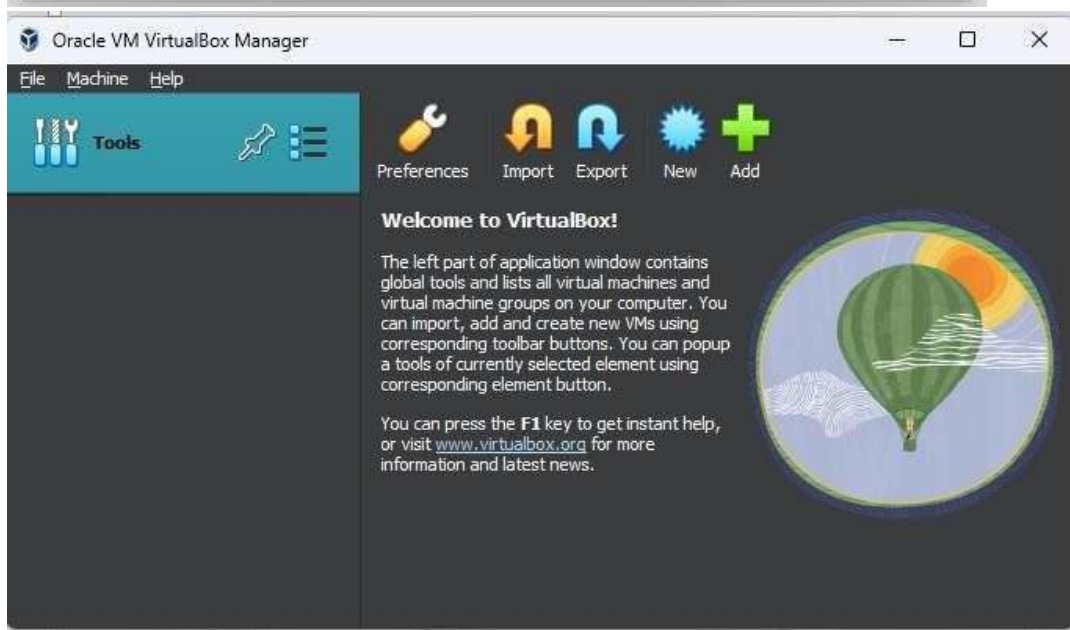 Oracle VM VirtualBox Manager
File Machine Help
Tools
Preferences Import Export New Add
Welcome to VirtualBox!
The left part of application window contains
global tools and lists all virtual machines and
virtual machine groups on your computer. You
can import, add and create new VMs using
corresponding toolbar buttons. You can popup
a tools of currently selected element using
corresponding element button.
You can press the F1 key to get instant help,
or visit www.virtualbox.org for more
information and latest news.